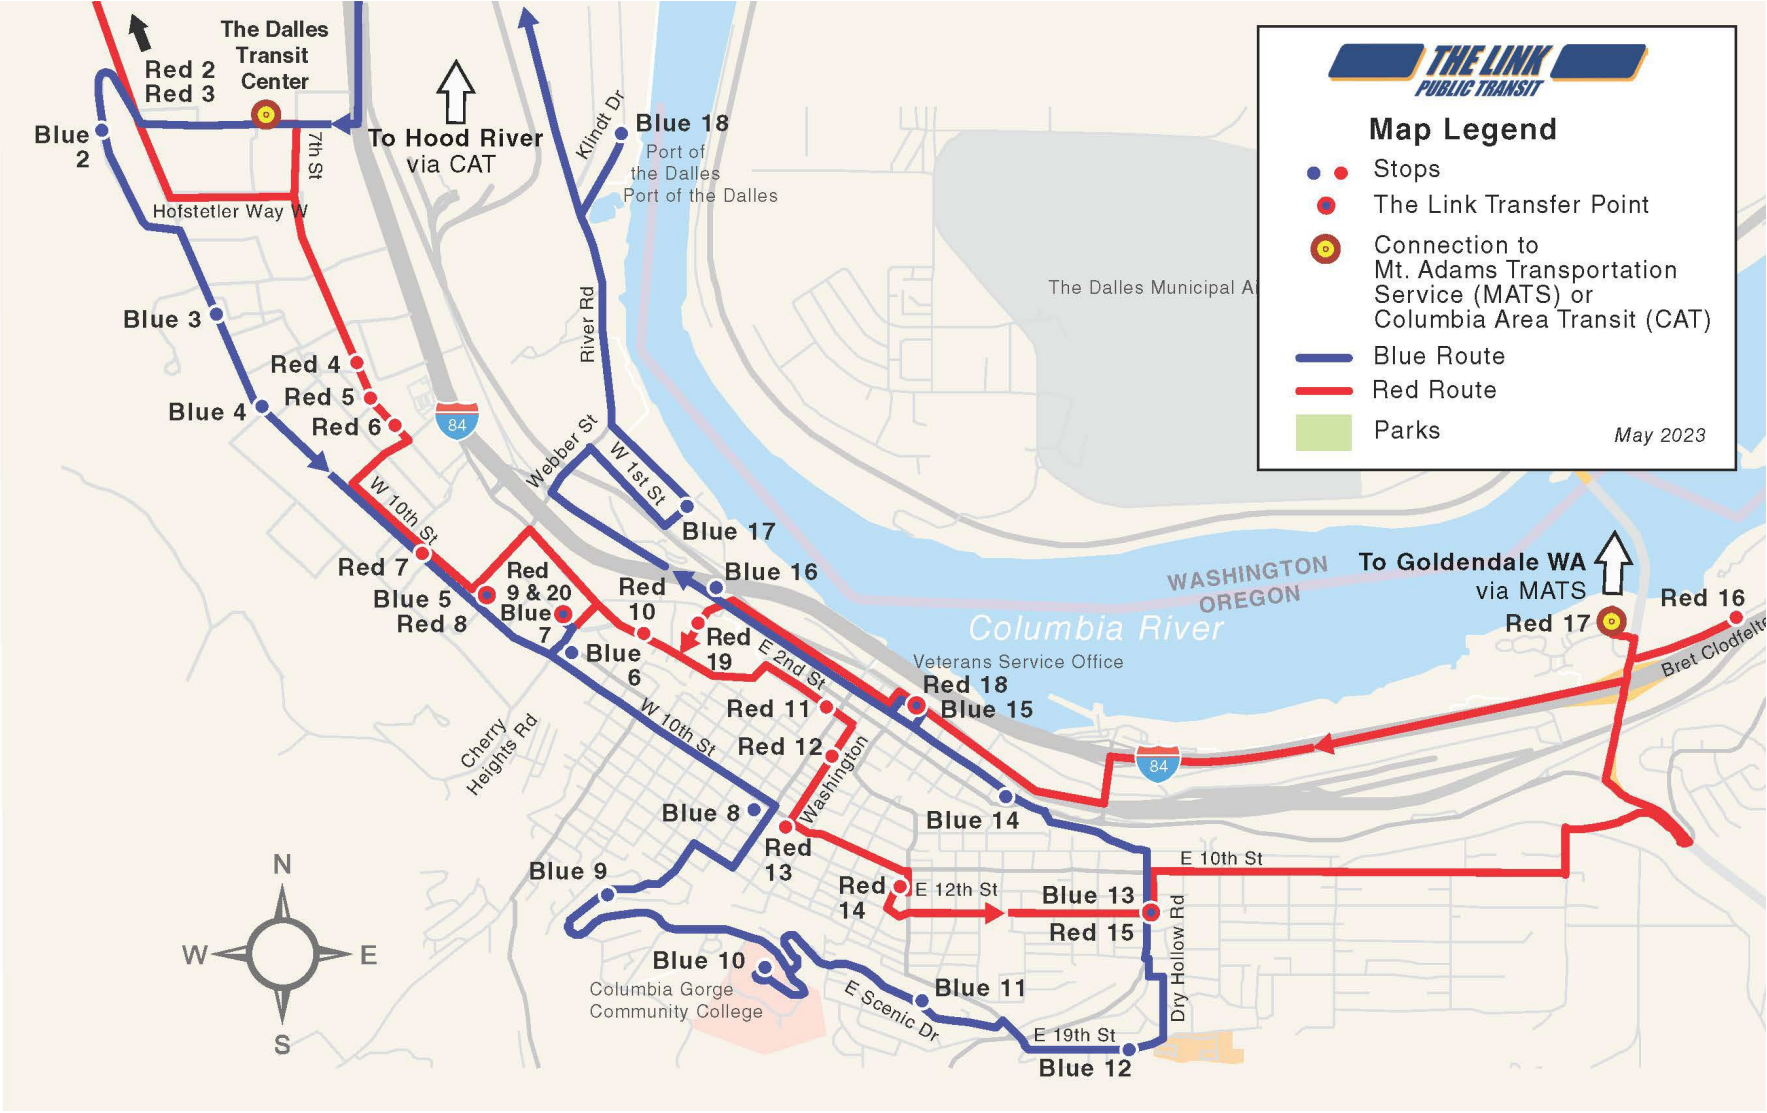 The Dalles
Transit
Center
Red 2
Red 3
Blue
2
7th St
To Hood River
via CAT
Klindt Dr
Blue 18
Port of
the Dalles
Port of the Dalles
Hofstetler Way W
Blue 3
River Rd
Red 4
Red 5
Blue 4
Red 6
84
Webber St
W 1st St
W 10th St
Blue 17
Red 7
Blue 5
Red 8
Red
9 & 20
Blue
7
Red
10
Blue 16
Blue
6
Red
19
E 2nd St
WASHINGTON
OREGON
Columbia River
Veterans Service Office
Red 18
Blue 15
To Goldendale WA
via MATS
Red 17
Red 16
Bret Clodfelte
The Dalles Municipal Ai
Cherry
Heights Rd
W 10th St
Red 11
Red 12
Washington
84
Blue 8
Red
13
Blue 14
Blue 9
Red
14
E 12th St
E 10th St
Blue 13
Red 15
Dry Hollow Rd
Blue 10
Columbia Gorge
Community College
Blue 11
E Scenic Dr
E 19th St
Blue 12
N
W
E
S
THE LINK
PUBLIC TRANSIT
Map Legend
Stops
The Link Transfer Point
Connection to
Mt. Adams Transportation
Service (MATS) or
Columbia Area Transit (CAT)
Blue Route
Red Route
Parks
May 2023